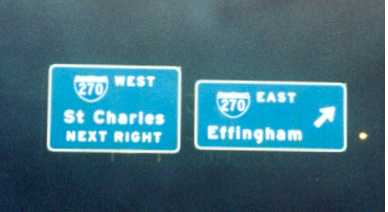 270 WEST
St Charles
NEXT RIGHT
270 EAST
Effingham